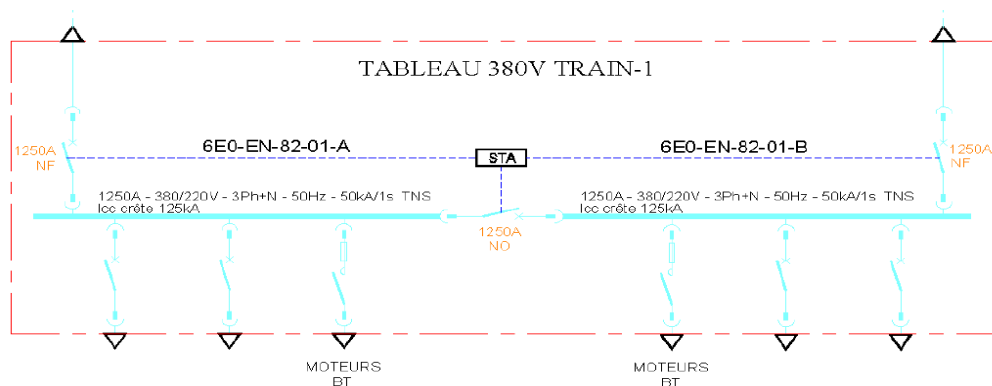 TABLEAU 380V TRAIN-1
1250A
NF
6E0-EN-82-01-A
STA
6E0-EN-82-01-B
1250A
NF
1250A - 380/220V - 3Ph+N - 50Hz - 50kA/1s TNS
Icc crête 125kA
1250A - 380/220V - 3Ph+N - 50Hz - 50kA/1s TNS
Icc crête 125kA
1250A
NO
MOTEURS
BT
MOTEURS
BT